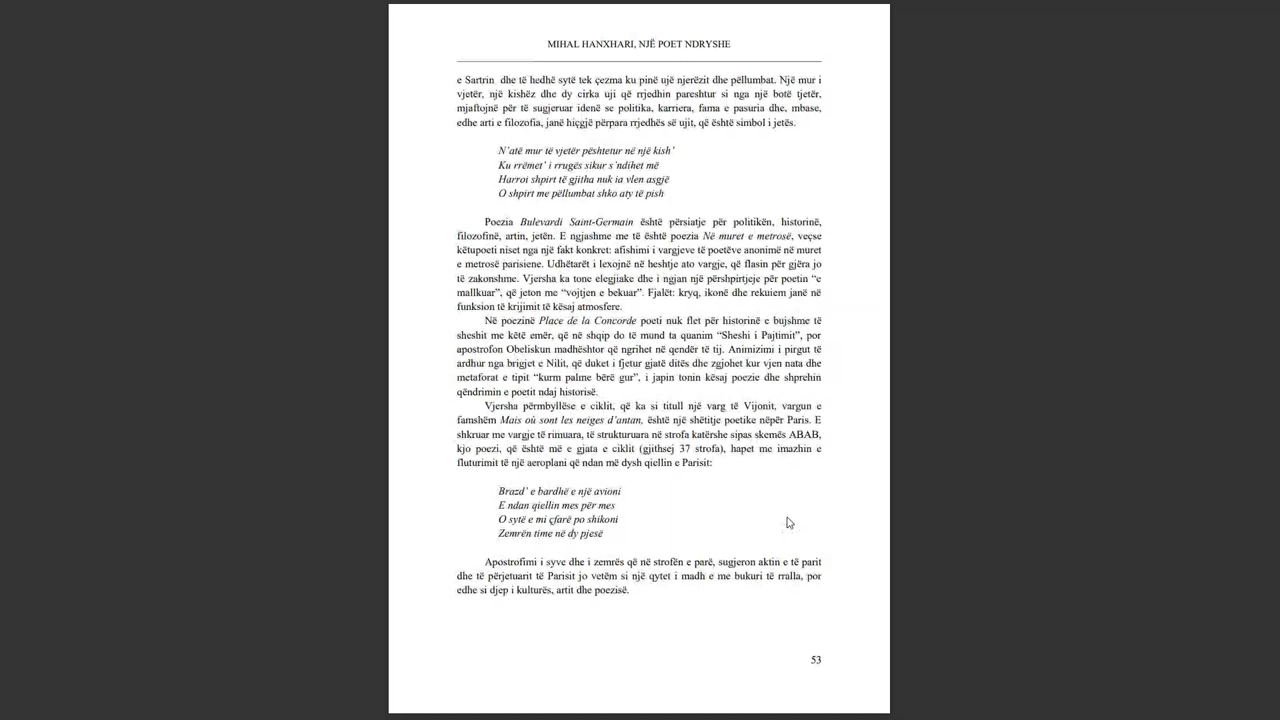 MIHAL HANXHARI, NJË POET NDRYSHE
e Sartrin dhe të hedhë sytë tek çezma ku pinë ujë njerëzit dhe pëllumbat. Një mur i
vjetër, një kishëz dhe dy cirka uji që rrjedhin pareshtur si nga një botë tjetër,
mjaftojnë për të sugjeruar idenë se politika, karriera, fama e pasuria dhe, mbase,
edhe arti e filozofia, janë hiçgjë përpara rrjedhës së ujit, që është simbol i jetës.
N’atë mur të vjetër pështetur në një kish’
Ku rrëmet’ i rrugës sikur s’ndihet më
Harroi shpirt të gjitha nuk ia vlen asgjë
O shpirt me pëllumbat shko aty të pish
Poezia Bulevardi Saint-Germain është përsiatje për politikën, historinë,
filozofinë, artin, jetën. E ngjashme me të është poezia Në muret e metrosë, veçse
këtupoeti niset nga një fakt konkret: afishimi i vargjeve të poetëve anonimë në muret
e metrosë parisiene. Udhëtarët i lexojnë në heshtje ato vargje, që flasin për gjëra jo
të zakonshme. Vjersha ka tone elegjiake dhe i ngjan një përshpirtjeje për poetin “e
mallkuar”, që jeton me “vojtjen e bekuar”. Fjalët: kryq, ikonë dhe rekuiem janë në
funksion të krijimit të kësaj atmosfere.
Në poezinë Place de la Concorde poeti nuk flet për historinë e bujshme të
sheshit me këtë emër, që në shqip do të mund ta quanim “Sheshi i Pajtimit”, por
apostrofon Obeliskun madhështor që ngrihet në qendër të tij. Animizimi i pirgut të
ardhur nga brigjet e Nilit, që duket i fjetur gjatë ditës dhe zgjohet kur vjen nata dhe
metaforat e tipit “kurm palme bërë gur”, i japin tonin kësaj poezie dhe shprehin
qëndrimin e poetit ndaj historisë.
Vjersha përmbyllëse e ciklit, që ka si titull një varg të Vijonit, vargun e
famshëm Mais où sont les neiges d’antan, është një shëtitje poetike nëpër Paris. E
shkruar me vargje të rimuara, të strukturuara në strofa katërshe sipas skemës ABAB,
kjo poezi, që është më e gjata e ciklit (gjithsej 37 strofa), hapet me imazhin e
fluturimit të një aeroplani që ndan më dysh qiellin e Parisit:
Brazd’ e bardhë e një avioni
E ndan qiellin mes për mes
O sytë e mi çfarë po shikoni
Zemrën time në dy pjesë
Apostrofimi i syve dhe i zemrës që në strofën e parë, sugjeron aktin e të parit
dhe të përjetuarit të Parisit jo vetëm si një qytet i madh e me bukuri të rralla, por
edhe si djep i kulturës, artit dhe poezisë.
53